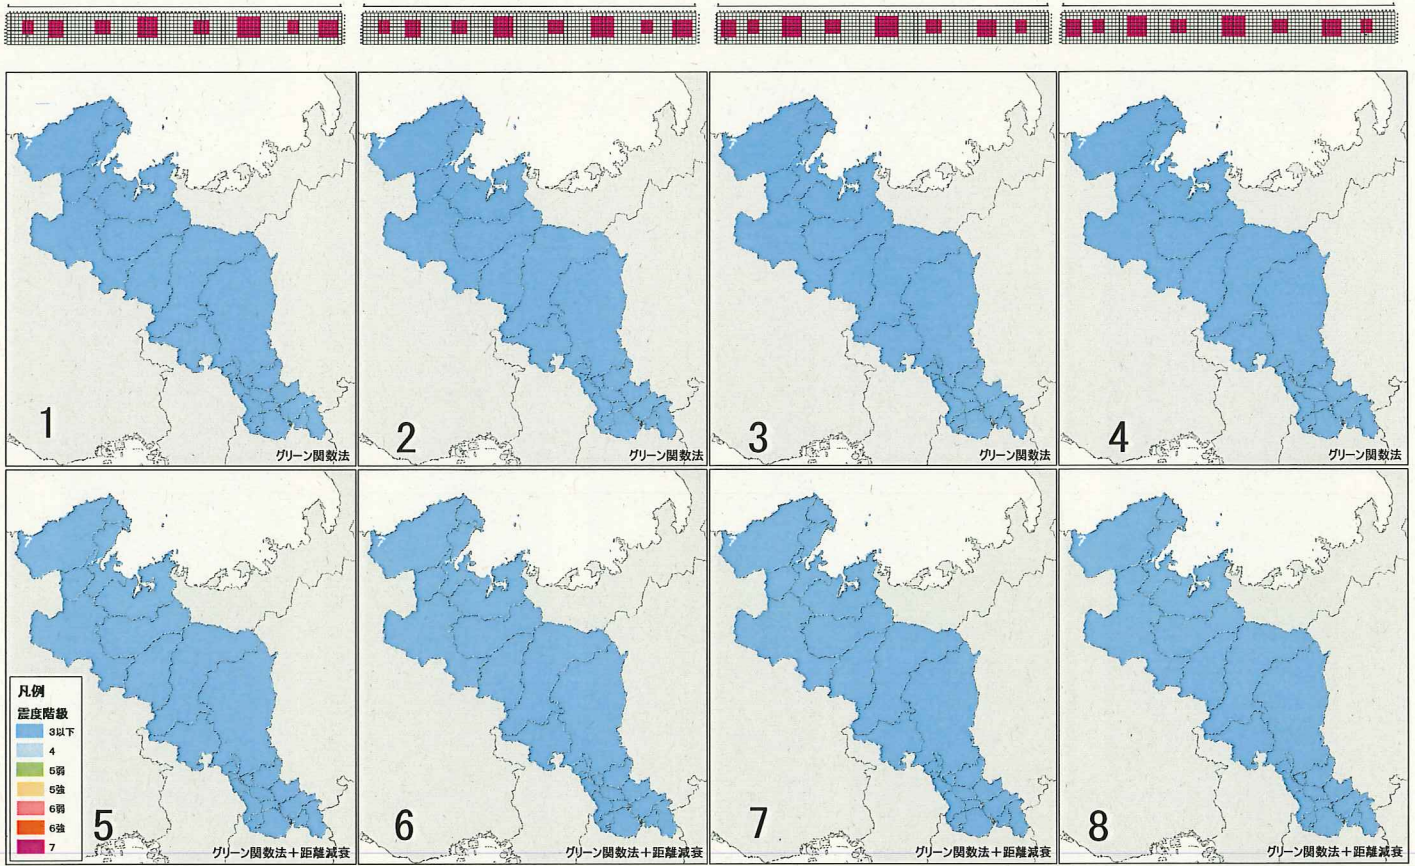 1
グリーン関数法
2
グリーン関数法
3
グリーン関数法
4
グリーン関数法
凡例
震度階級
3以下
4
5弱
5強
6弱
6強
7
5
グリーン関数法+距離減衰
6
グリーン関数法+距離減衰
7
グリーン関数法+距離減衰
8
グリーン関数法+距離減衰